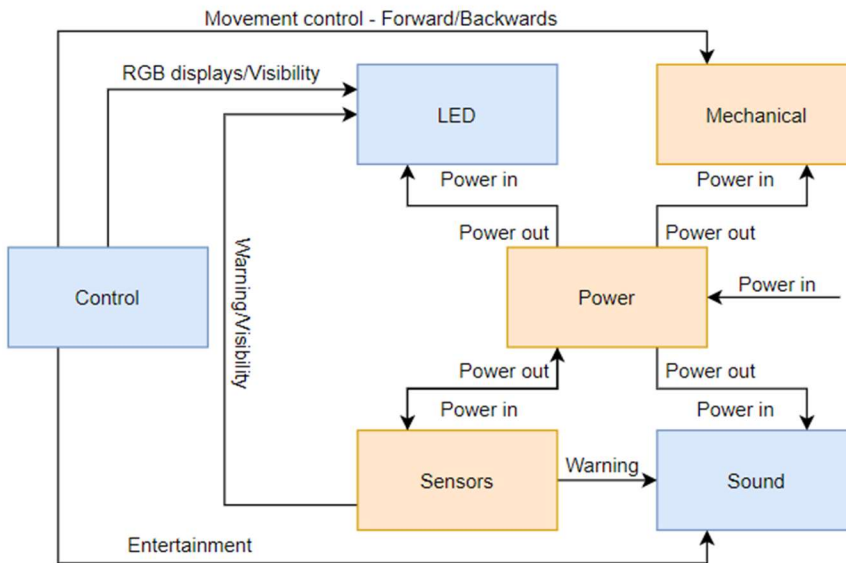 Movement control - Forward/Backwards
RGB displays/Visibility
LED
Mechanical
Power in
Power in
Warning/Visibility
Power out
Power out
Control
Power
Power in
Power out
Power out
Power in
Power in
Sensors
Warning
Sound
Entertainment